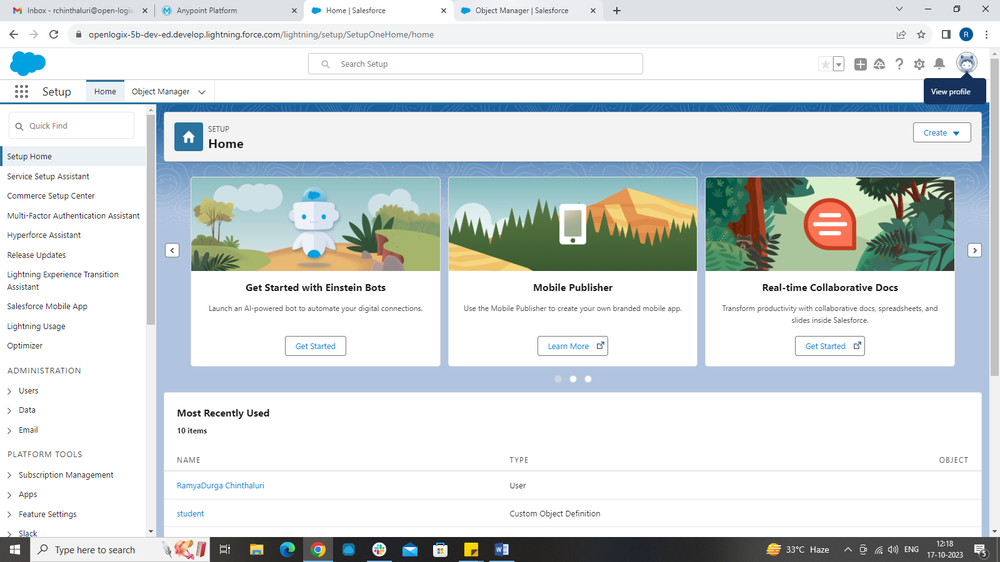 Inbox - rchinthaluri@open-logix
Anypoint Platform
Home | Salesforce
Object Manager | Salesforce
openlogix-5b-dev-ed.develop.lightning.force.com/lightning/setup/SetupOneHome/home
R
Search Setup
Setup
Home
Object Manager
View profile
Quick Find
Setup Home
Service Setup Assistant
Commerce Setup Center
Multi-Factor Authentication Assistant
Hyperforce Assistant
Release Updates
Lightning Experience Transition
Assistant
Salesforce Mobile App
Lightning Usage
Optimizer
ADMINISTRATION
Users
Data
Email
PLATFORM TOOLS
Subscription Management
Apps
Feature Settings
Slack
SETUP
Home
Create
Get Started with Einstein Bots
Launch an AI-powered bot to automate your digital connections.
Get Started
Mobile Publisher
Use the Mobile Publisher to create your own branded mobile app.
Learn More
Real-time Collaborative Docs
Transform productivity with collaborative docs, spreadsheets, and
slides inside Salesforce.
Get Started
Most Recently Used
10 items
NAME TYPE OBJECT
RamyaDurga Chinthaluri User
student Custom Object Definition
Type here to search
33°C Haze
ENG
12:18
17-10-2023
5